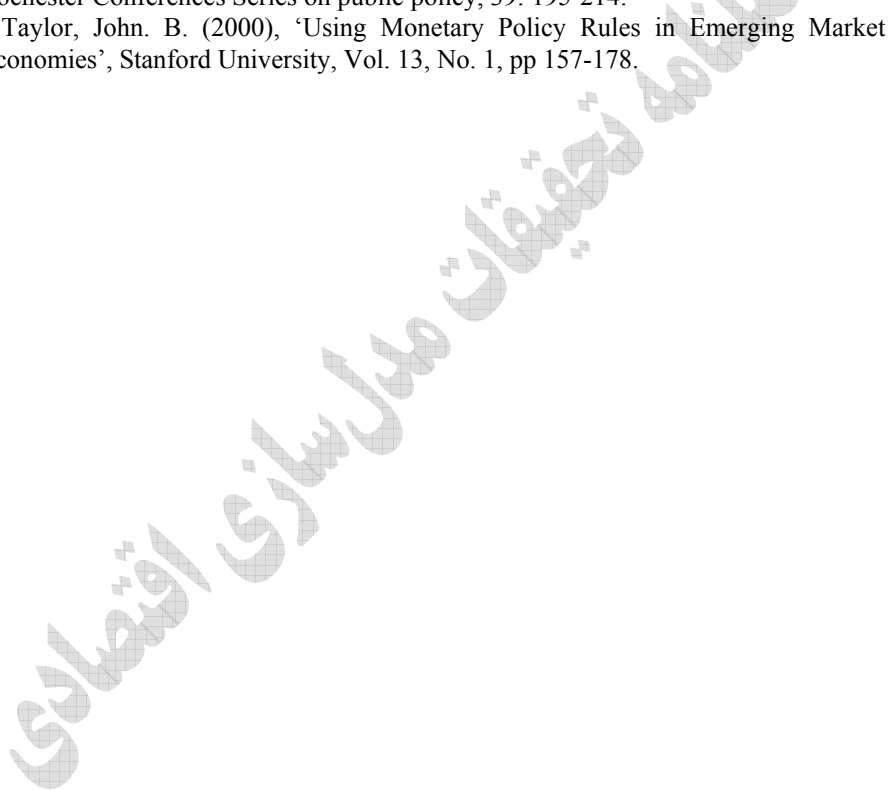 ochester Conferences Series on public policy, 39: 195-214.
Taylor, John. B. (2000), ‘Using Monetary Policy Rules in Emerging Market
conomies’, Stanford University, Vol. 13, No. 1, pp 157-178.
تحقیقات مدل‌سازی اقتصادی